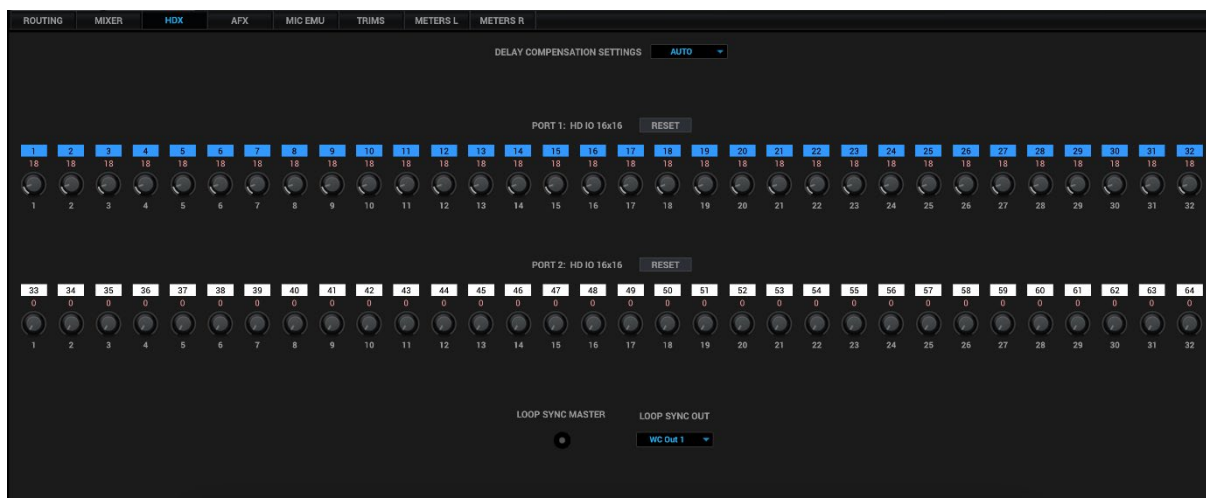 ROUTING MIXER HDX AFX MIC EMU TRIMS METERS L METERS R
DELAY COMPENSATION SETTINGS AUTO
PORT 1: HD IO 16x16 RESET
1 2 3 4 5 6 7 8 9 10 11 12 13 14 15 16 17 18 19 20 21 22 23 24 25 26 27 28 29 30 31 32
18 18 18 18 18 18 18 18 18 18 18 18 18 18 18 18 18 18 18 18 18 18 18 18 18 18 18 18 18 18 18 18
1 2 3 4 5 6 7 8 9 10 11 12 13 14 15 16 17 18 19 20 21 22 23 24 25 26 27 28 29 30 31 32
PORT 2: HD IO 16x16 RESET
33 34 35 36 37 38 39 40 41 42 43 44 45 46 47 48 49 50 51 52 53 54 55 56 57 58 59 60 61 62 63 64
0 0 0 0 0 0 0 0 0 0 0 0 0 0 0 0 0 0 0 0 0 0 0 0 0 0 0 0 0 0 0 0
1 2 3 4 5 6 7 8 9 10 11 12 13 14 15 16 17 18 19 20 21 22 23 24 25 26 27 28 29 30 31 32
LOOP SYNC MASTER LOOP SYNC OUT
WC Out 1